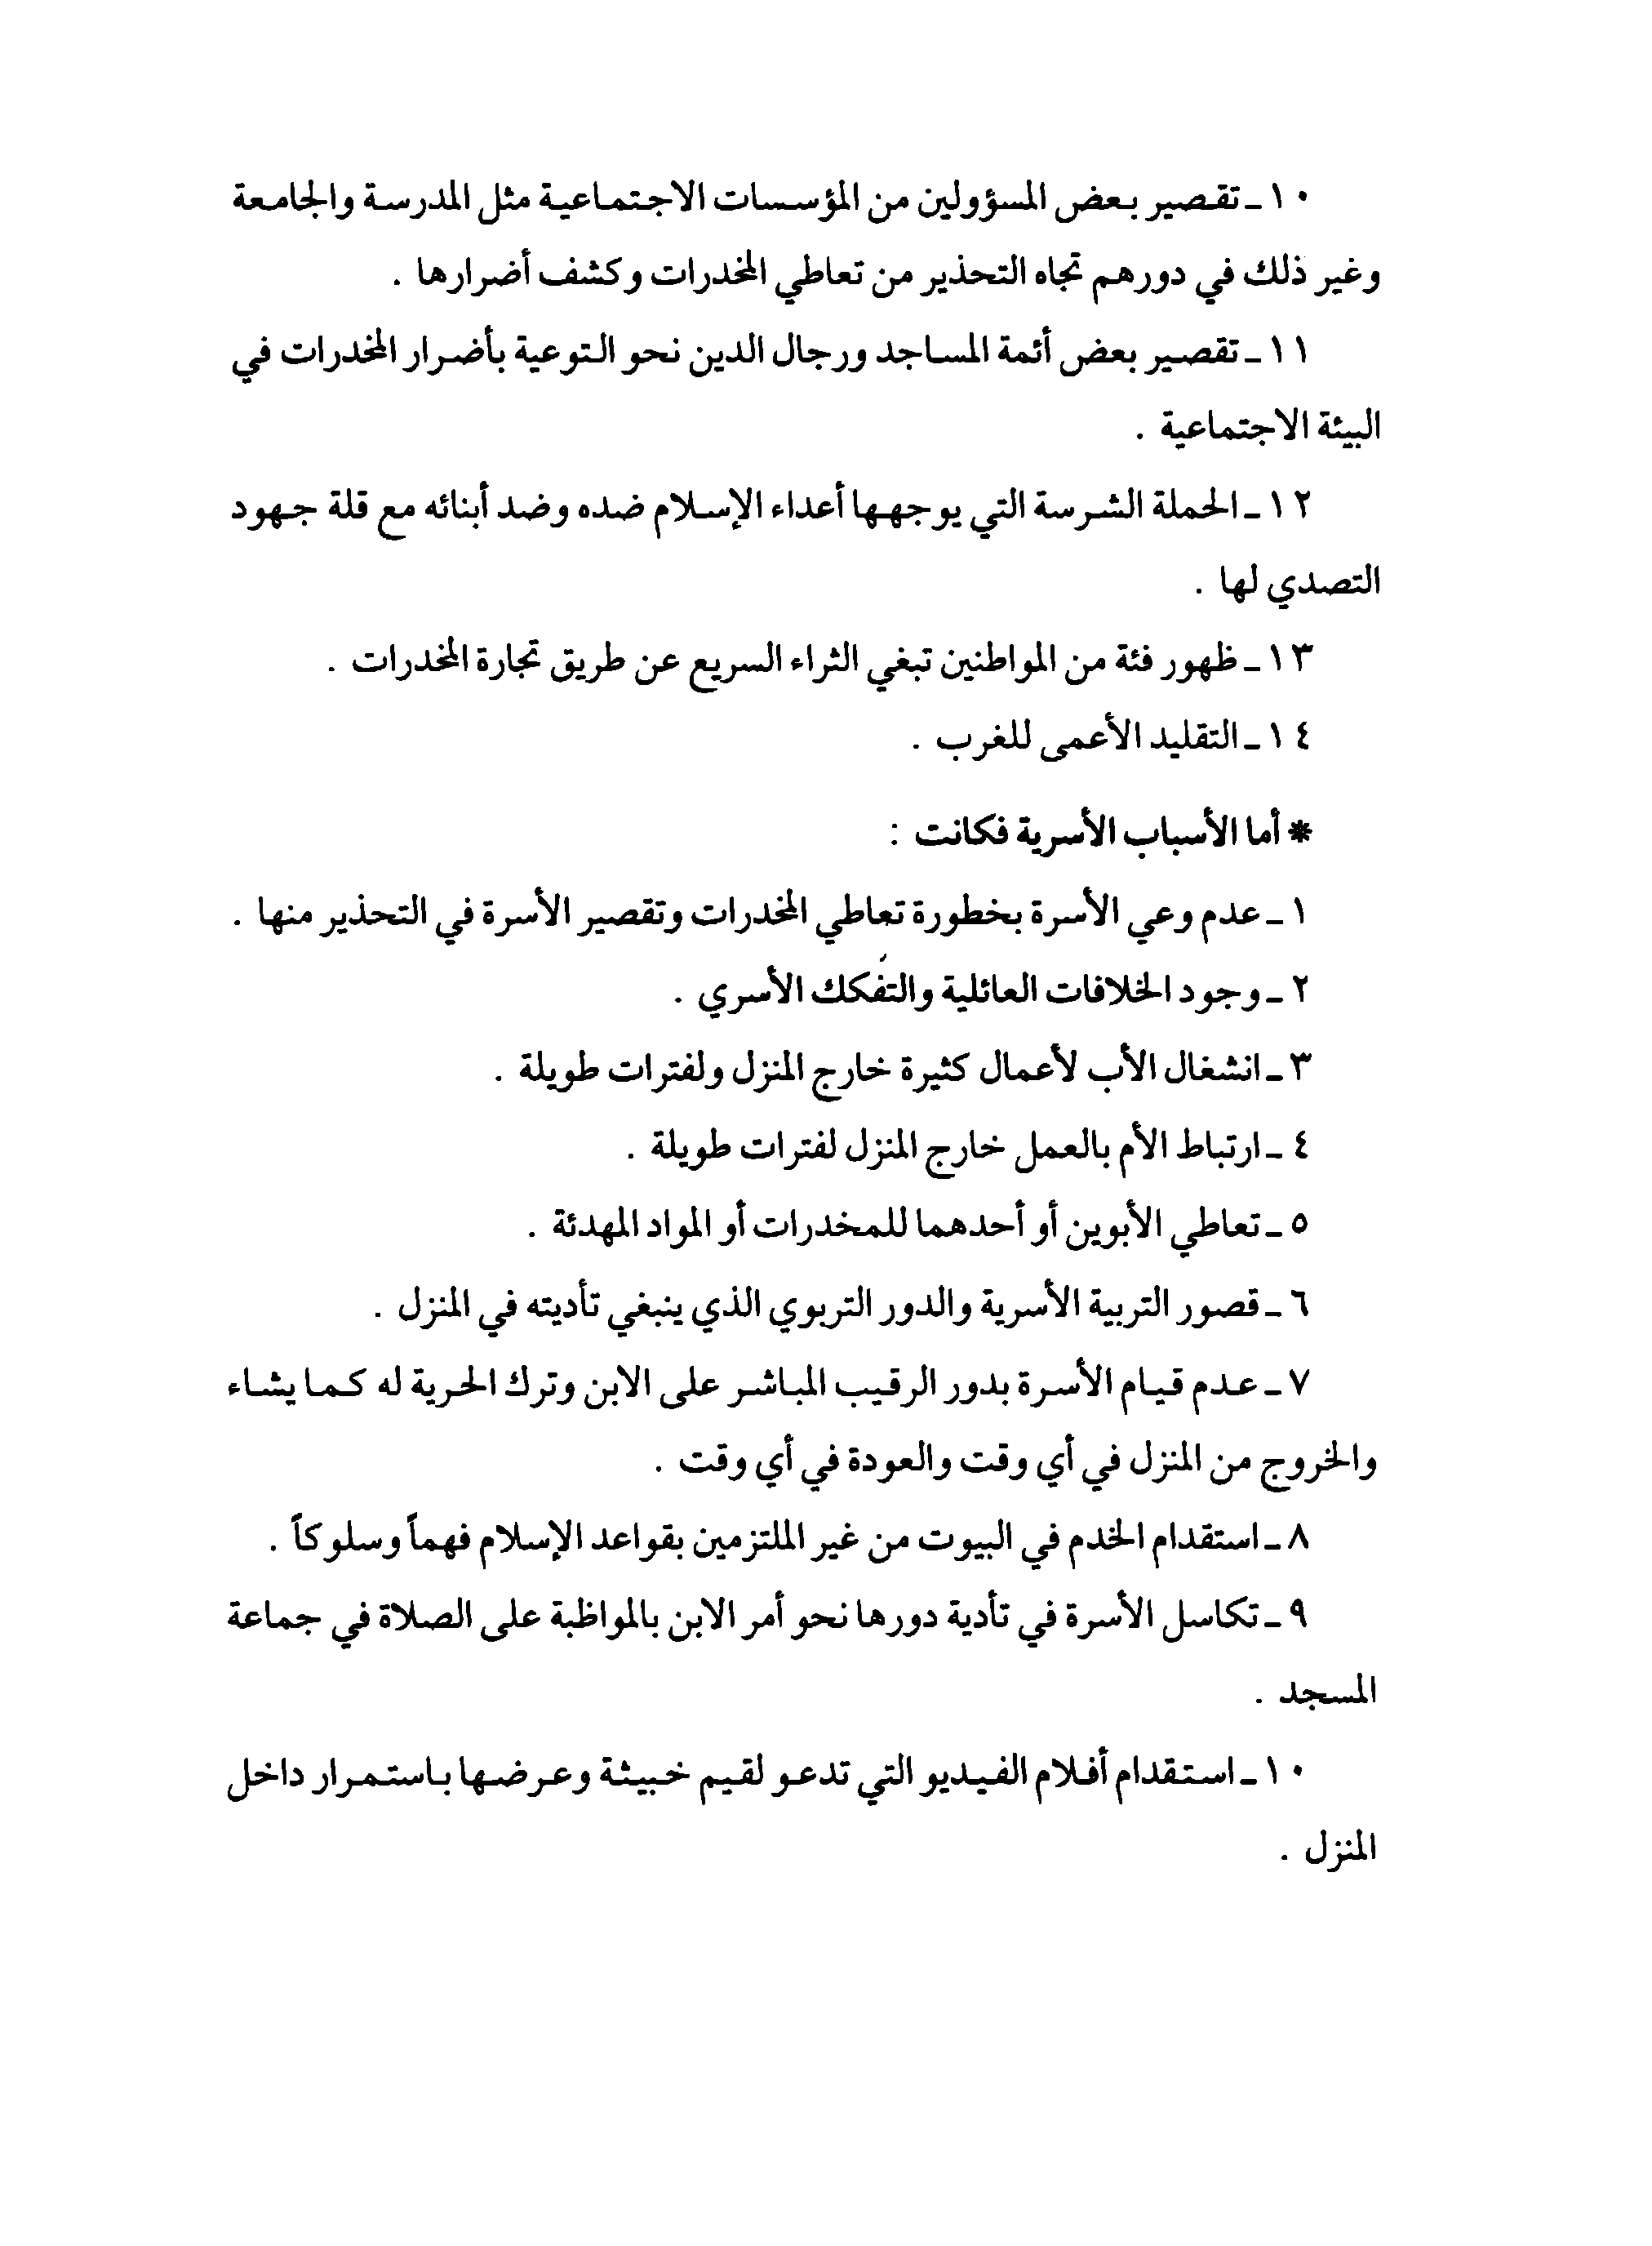 ١٠ ـ تقصير بعض المسؤولين من المؤسسات الاجتماعية مثل المدرسة والجامعة
وغير ذلك في دورهم تجاه التحذير من تعاطي المخدرات وكشف أضرارها .
١١ ـ تقصير بعض أئمة المساجد ورجال الدين نحو التوعية بأضرار المخدرات في
البيئة الاجتماعية .
١٢ ـ الحملة الشرسة التي يوجهها أعداء الإسلام ضده وضد أبنائه مع قلة جهود
التصدي لها .
١٣ ـ ظهور فئة من المواطنين تبغي الثراء السريع عن طريق تجارة المخدرات .
١٤ ـ التقليد الأعمى للغرب .
* أما الأسباب الأسرية فكانت :
١ ـ عدم وعي الأسرة بخطورة تعاطي المخدرات وتقصير الأسرة في التحذير منها .
٢ ـ وجود الخلافات العائلية والتفكك الأسري .
٣ ـ انشغال الأب لأعمال كثيرة خارج المنزل ولفترات طويلة .
٤ ـ ارتباط الأم بالعمل خارج المنزل لفترات طويلة .
٥ ـ تعاطي الأبوين أو أحدهما للمخدرات أو المواد المهدئة .
٦ ـ قصور التربية الأسرية والدور التربوي الذي ينبغي تأديته في المنزل .
٧ ـ عدم قيام الأسرة بدور الرقيب المباشر على الابن وترك الحرية له كما يشاء
والخروج من المنزل في أي وقت والعودة في أي وقت .
٨ ـ استقدام الخدم في البيوت من غير الملتزمين بقواعد الإسلام فهماً وسلوكاً .
٩ ـ تكاسل الأسرة في تأدية دورها نحو أمر الابن بالمواظبة على الصلاة في جماعة
المسجد .
١٠ ـ استقدام أفلام الفيديو التي تدعو لقيم خبيثة وعرضها باستمرار داخل
المنزل .